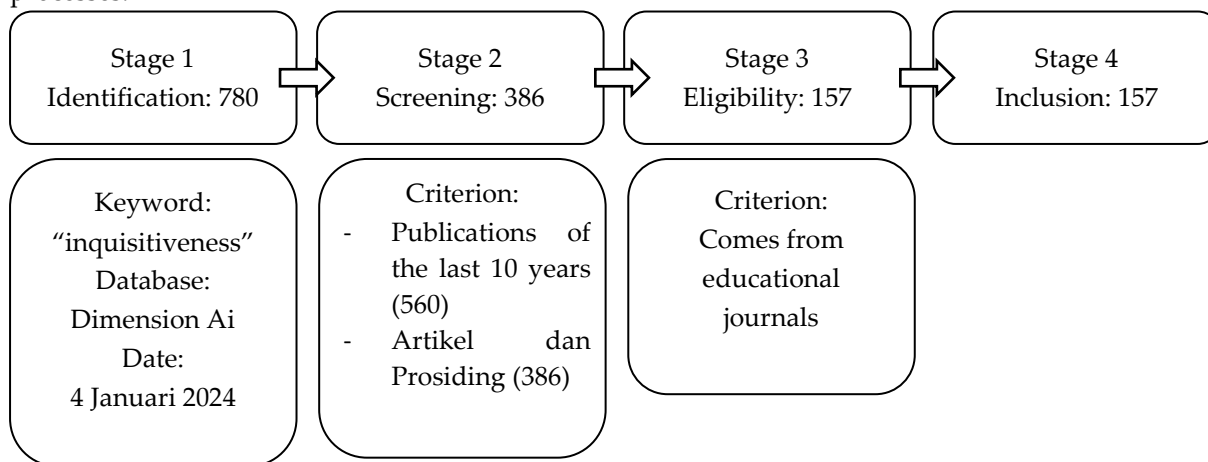 Stage 1
Identification: 780
Stage 2
Screening: 386
Stage 3
Eligibility: 157
Stage 4
Inclusion: 157
Keyword:
“inquisitiveness”
Database:
Dimension Ai
Date:
4 Januari 2024
Criterion:
- Publications of
the last 10 years
(560)
- Artikel dan
Prosiding (386)
Criterion:
Comes from
educational
journals